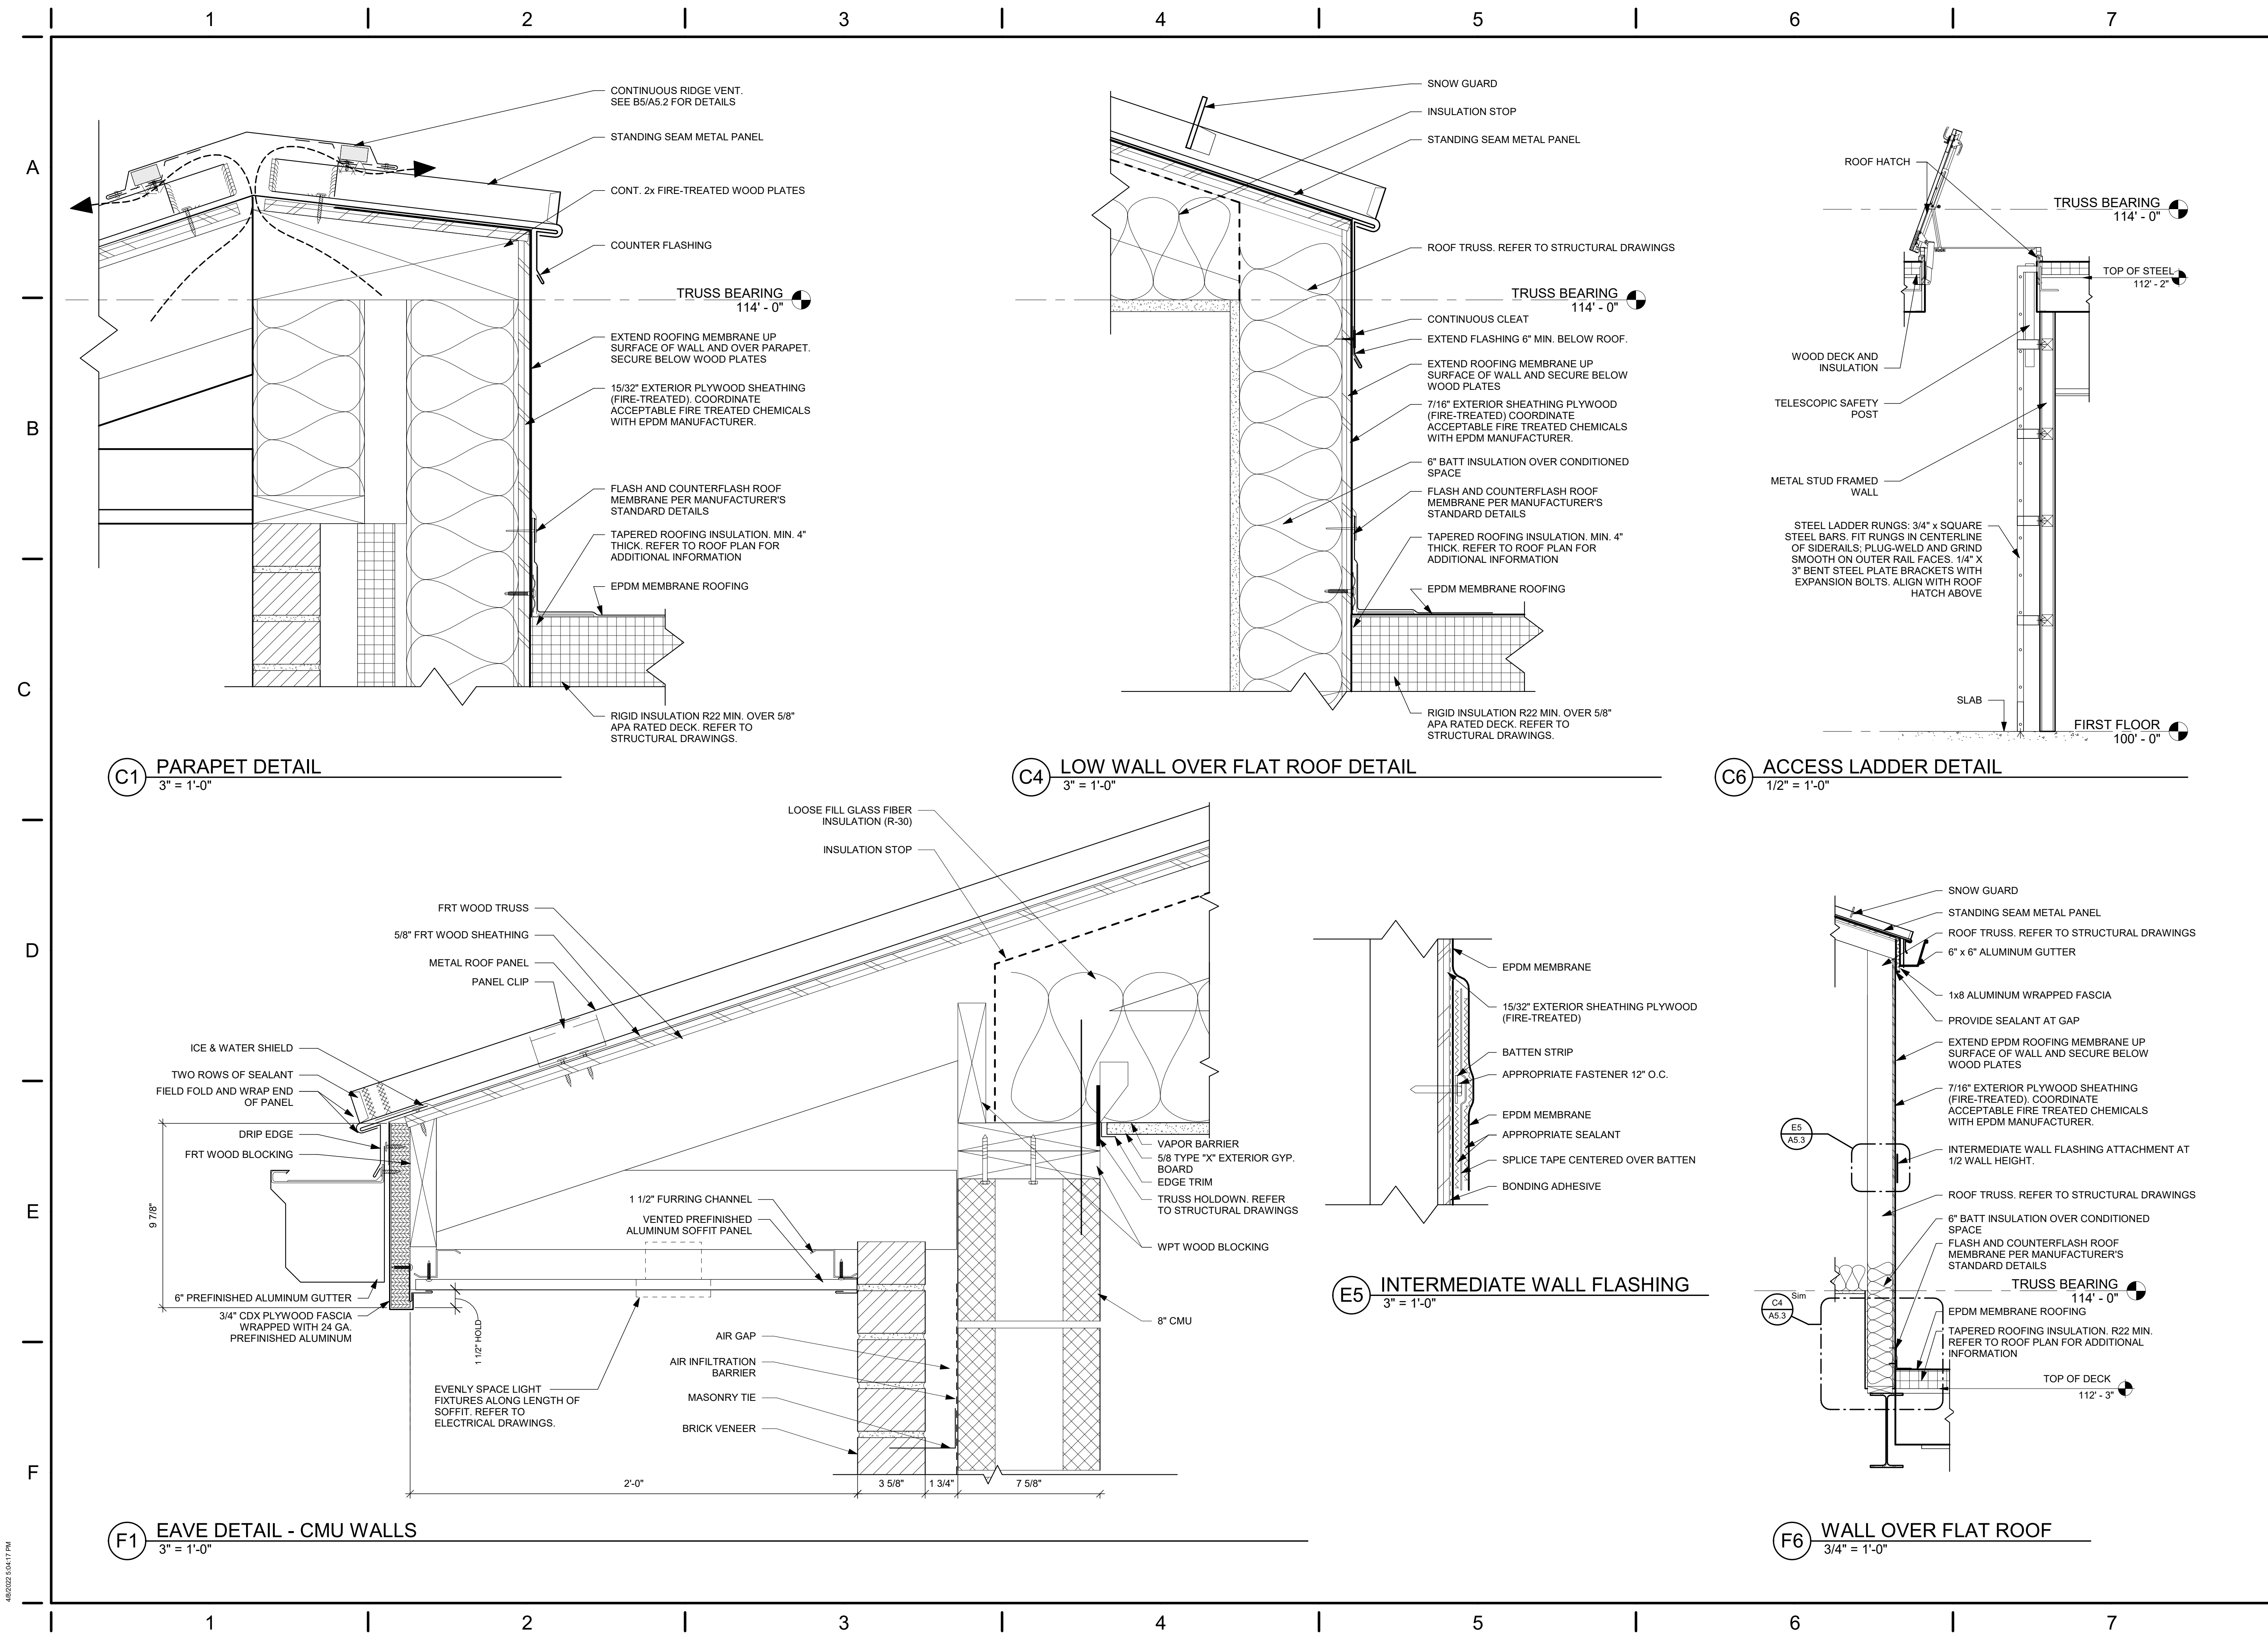 1 2 3 4 5 6 7
A
B
C
D
E
F
CONTINUOUS RIDGE VENT.
SEE B5/A5.2 FOR DETAILS
STANDING SEAM METAL PANEL
CONT. 2x FIRE-TREATED WOOD PLATES
COUNTER FLASHING
TRUSS BEARING
114' - 0"
EXTEND ROOFING MEMBRANE UP
SURFACE OF WALL AND OVER PARAPET.
SECURE BELOW WOOD PLATES
15/32" EXTERIOR PLYWOOD SHEATHING
(FIRE-TREATED). COORDINATE
ACCEPTABLE FIRE TREATED CHEMICALS
WITH EPDM MANUFACTURER.
FLASH AND COUNTERFLASH ROOF
MEMBRANE PER MANUFACTURER'S
STANDARD DETAILS
TAPERED ROOFING INSULATION. MIN. 4"
THICK. REFER TO ROOF PLAN FOR
ADDITIONAL INFORMATION
EPDM MEMBRANE ROOFING
RIGID INSULATION R22 MIN. OVER 5/8"
APA RATED DECK. REFER TO
STRUCTURAL DRAWINGS.
C1 PARAPET DETAIL
3" = 1'-0"
SNOW GUARD
INSULATION STOP
STANDING SEAM METAL PANEL
ROOF TRUSS. REFER TO STRUCTURAL DRAWINGS
TRUSS BEARING
114' - 0"
CONTINUOUS CLEAT
EXTEND FLASHING 6" MIN. BELOW ROOF.
EXTEND ROOFING MEMBRANE UP
SURFACE OF WALL AND SECURE BELOW
WOOD PLATES
7/16" EXTERIOR SHEATHING PLYWOOD
(FIRE-TREATED) COORDINATE
ACCEPTABLE FIRE TREATED CHEMICALS
WITH EPDM MANUFACTURER.
6" BATT INSULATION OVER CONDITIONED
SPACE
FLASH AND COUNTERFLASH ROOF
MEMBRANE PER MANUFACTURER'S
STANDARD DETAILS
TAPERED ROOFING INSULATION. MIN. 4"
THICK. REFER TO ROOF PLAN FOR
ADDITIONAL INFORMATION
EPDM MEMBRANE ROOFING
RIGID INSULATION R22 MIN. OVER 5/8"
APA RATED DECK. REFER TO
STRUCTURAL DRAWINGS.
C4 LOW WALL OVER FLAT ROOF DETAIL
3" = 1'-0"
ROOF HATCH
TRUSS BEARING
114' - 0"
TOP OF STEEL
112' - 2"
WOOD DECK AND
INSULATION
TELESCOPIC SAFETY
POST
METAL STUD FRAMED
WALL
STEEL LADDER RUNGS: 3/4" x SQUARE
STEEL BARS. FIT RUNGS IN CENTERLINE
OF SIDERAILS; PLUG-WELD AND GRIND
SMOOTH ON OUTER RAIL FACES. 1/4" X
3" BENT STEEL PLATE BRACKETS WITH
EXPANSION BOLTS. ALIGN WITH ROOF
HATCH ABOVE
SLAB
FIRST FLOOR
100' - 0"
C6 ACCESS LADDER DETAIL
1/2" = 1'-0"
LOOSE FILL GLASS FIBER
INSULATION (R-30)
INSULATION STOP
FRT WOOD TRUSS
5/8" FRT WOOD SHEATHING
METAL ROOF PANEL
PANEL CLIP
ICE & WATER SHIELD
TWO ROWS OF SEALANT
FIELD FOLD AND WRAP END
OF PANEL
DRIP EDGE
FRT WOOD BLOCKING
9 7/8"
6" PREFINISHED ALUMINUM GUTTER
3/4" CDX PLYWOOD FASCIA
WRAPPED WITH 24 GA.
PREFINISHED ALUMINUM
1 1/2" HOLD
1 1/2" FURRING CHANNEL
VENTED PREFINISHED
ALUMINUM SOFFIT PANEL
EVENLY SPACE LIGHT
FIXTURES ALONG LENGTH OF
SOFFIT. REFER TO
ELECTRICAL DRAWINGS.
AIR GAP
AIR INFILTRATION
BARRIER
MASONRY TIE
BRICK VENEER
VAPOR BARRIER
5/8 TYPE "X" EXTERIOR GYP.
BOARD
EDGE TRIM
TRUSS HOLDOWN. REFER
TO STRUCTURAL DRAWINGS
WPT WOOD BLOCKING
8" CMU
2'-0" 3 5/8" 1 3/4" 7 5/8"
F1 EAVE DETAIL - CMU WALLS
3" = 1'-0"
EPDM MEMBRANE
15/32" EXTERIOR SHEATHING PLYWOOD
(FIRE-TREATED)
BATTEN STRIP
APPROPRIATE FASTENER 12" O.C.
EPDM MEMBRANE
APPROPRIATE SEALANT
SPLICE TAPE CENTERED OVER BATTEN
BONDING ADHESIVE
E5 INTERMEDIATE WALL FLASHING
3" = 1'-0"
SNOW GUARD
STANDING SEAM METAL PANEL
ROOF TRUSS. REFER TO STRUCTURAL DRAWINGS
6" x 6" ALUMINUM GUTTER
1x8 ALUMINUM WRAPPED FASCIA
PROVIDE SEALANT AT GAP
EXTEND EPDM ROOFING MEMBRANE UP
SURFACE OF WALL AND SECURE BELOW
WOOD PLATES
7/16" EXTERIOR PLYWOOD SHEATHING
(FIRE-TREATED). COORDINATE
ACCEPTABLE FIRE TREATED CHEMICALS
WITH EPDM MANUFACTURER.
E5
A5.3
INTERMEDIATE WALL FLASHING ATTACHMENT AT
1/2 WALL HEIGHT.
ROOF TRUSS. REFER TO STRUCTURAL DRAWINGS
6" BATT INSULATION OVER CONDITIONED
SPACE
FLASH AND COUNTERFLASH ROOF
MEMBRANE PER MANUFACTURER'S
STANDARD DETAILS
TRUSS BEARING
114' - 0"
C4 Sim
A5.3
EPDM MEMBRANE ROOFING
TAPERED ROOFING INSULATION. R22 MIN.
REFER TO ROOF PLAN FOR ADDITIONAL
INFORMATION
TOP OF DECK
112' - 3"
F6 WALL OVER FLAT ROOF
3/4" = 1'-0"
4/8/2022 5:04:17 PM
1 2 3 4 5 6 7